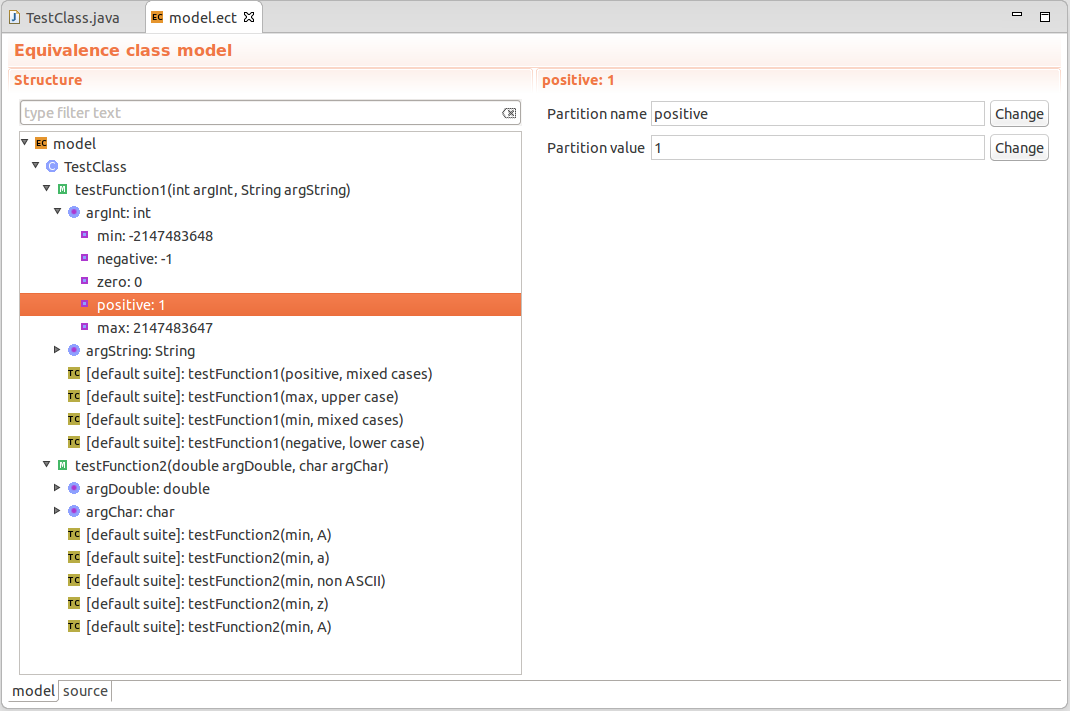 TestClass.java
EC model.ect
Equivalence class model
Structure
type filter text
EC model
C TestClass
M testFunction1(int argInt, String argString)
argInt: int
min: -2147483648
negative: -1
zero: 0
positive: 1
max: 2147483647
argString: String
TC [default suite]: testFunction1(positive, mixed cases)
TC [default suite]: testFunction1(max, upper case)
TC [default suite]: testFunction1(min, mixed cases)
TC [default suite]: testFunction1(negative, lower case)
M testFunction2(double argDouble, char argChar)
argDouble: double
argChar: char
TC [default suite]: testFunction2(min, A)
TC [default suite]: testFunction2(min, a)
TC [default suite]: testFunction2(min, non ASCII)
TC [default suite]: testFunction2(min, z)
TC [default suite]: testFunction2(min, A)
positive: 1
Partition name positive Change
Partition value 1 Change
model source